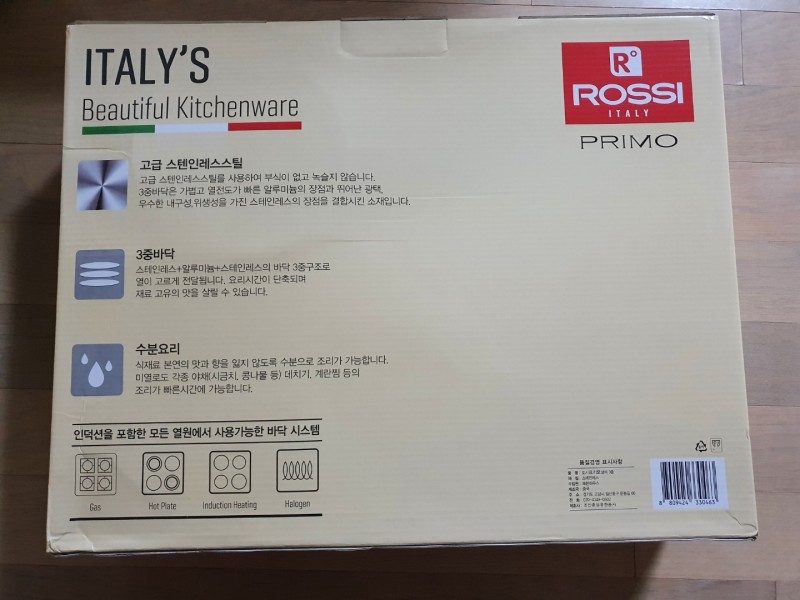 ITALY'S
Beautiful Kitchenware
R
ROSSI
ITALY
PRIMO
고급 스텐인레스스틸
고급 스텐인레스스틸를 사용하여 부식이 없고 녹슬지 않습니다.
3중바닥은 가볍고 열전도가 빠른 알루미늄의 장점과 뛰어난 광택,
우수한 내구성,위생성을 가진 스테인레스의 장점을 결합시킨 소재입니다.
3중바닥
스테인레스+알루미늄+스테인레스의 바닥 3중구조로
열이 고르게 전달됩니다. 요리시간이 단축되며
재료 고유의 맛을 살릴 수 있습니다.
수분요리
식재료 본연의 맛과 향을 잃지 않도록 수분으로 조리가 가능합니다.
미열로도 각종 야채(시금치, 콩나물 등) 데치기, 계란찜 등의
조리가 빠른시간에 가능합니다.
인덕션을 포함한 모든 열원에서 사용가능한 바닥 시스템
Gas
Hot Plate
Induction Heating
Halogen
품질경영 표시사항
8 809424 330463